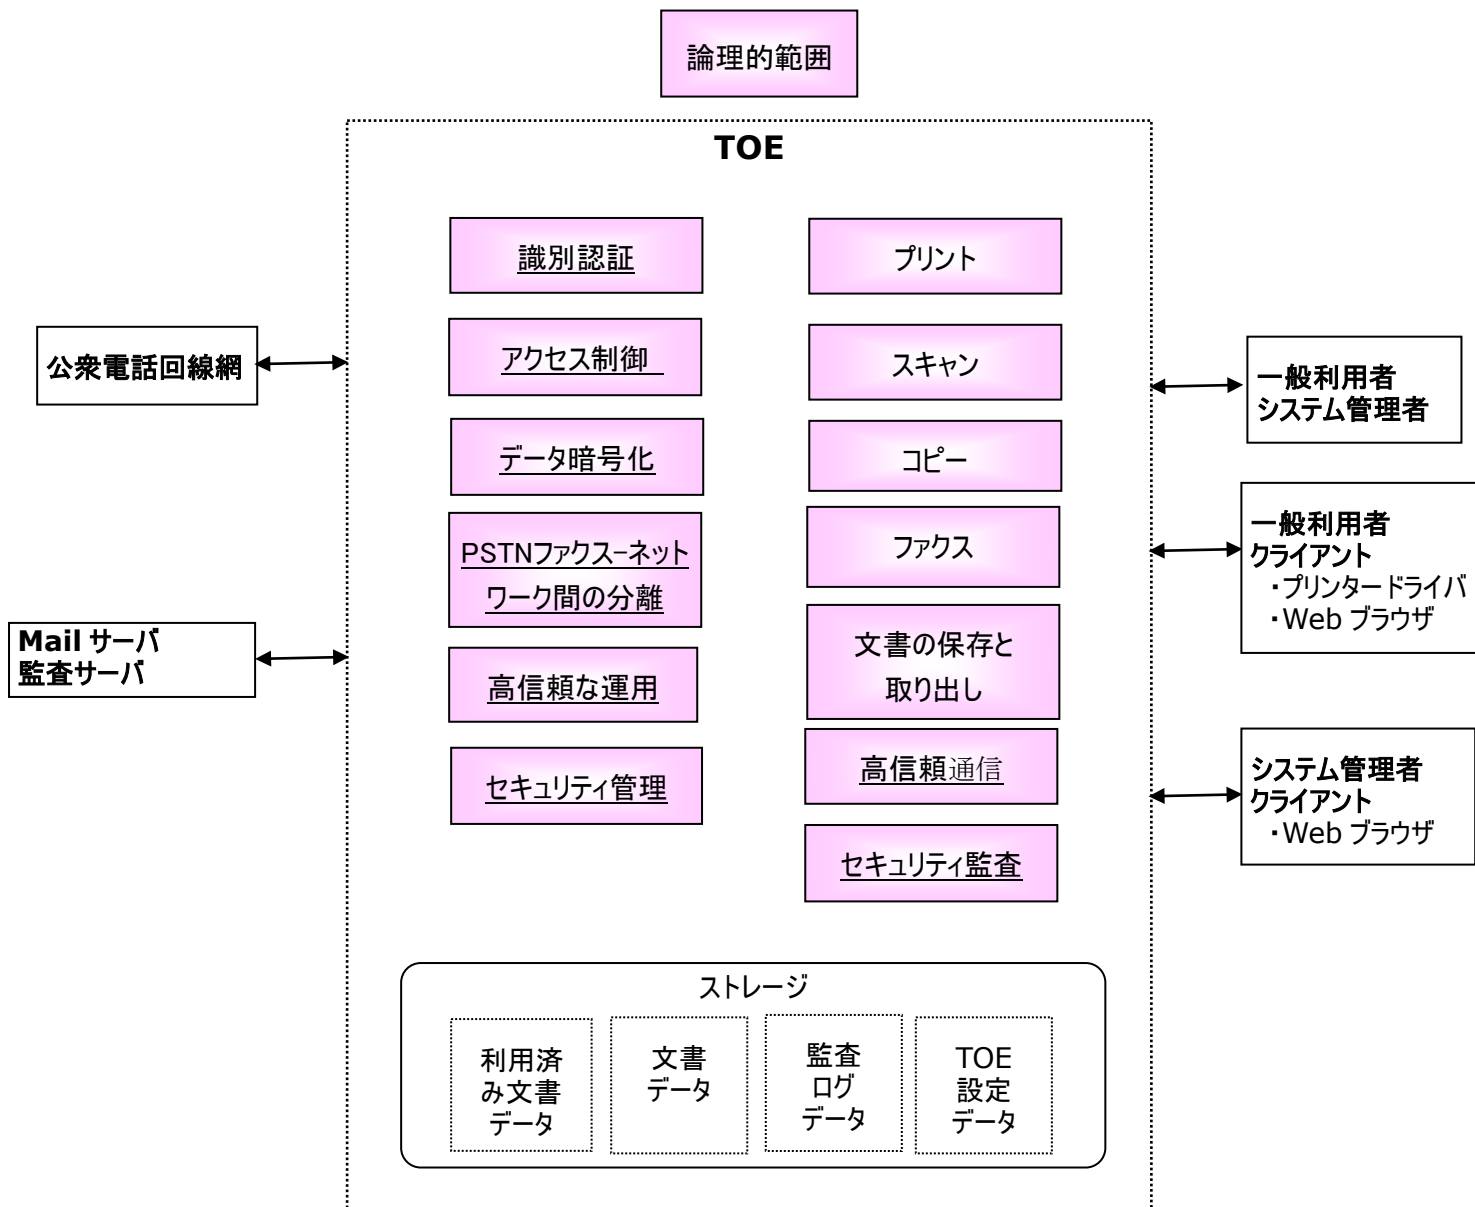 論理的範囲
TOE
識別認証
アクセス制御
データ暗号化
PSTNファクス-ネット
ワーク間の分離
高信頼な運用
セキュリティ管理
プリント
スキャン
コピー
ファクス
文書の保存と
取り出し
高信頼通信
セキュリティ監査
公衆電話回線網
Mail サーバ
監査サーバ
一般利用者
システム管理者
一般利用者
クライアント
・プリンタードライバ
・Web ブラウザ
システム管理者
クライアント
・Web ブラウザ
ストレージ
利用済
み文書
データ
文書
データ
監査
ログ
データ
TOE
設定
データ